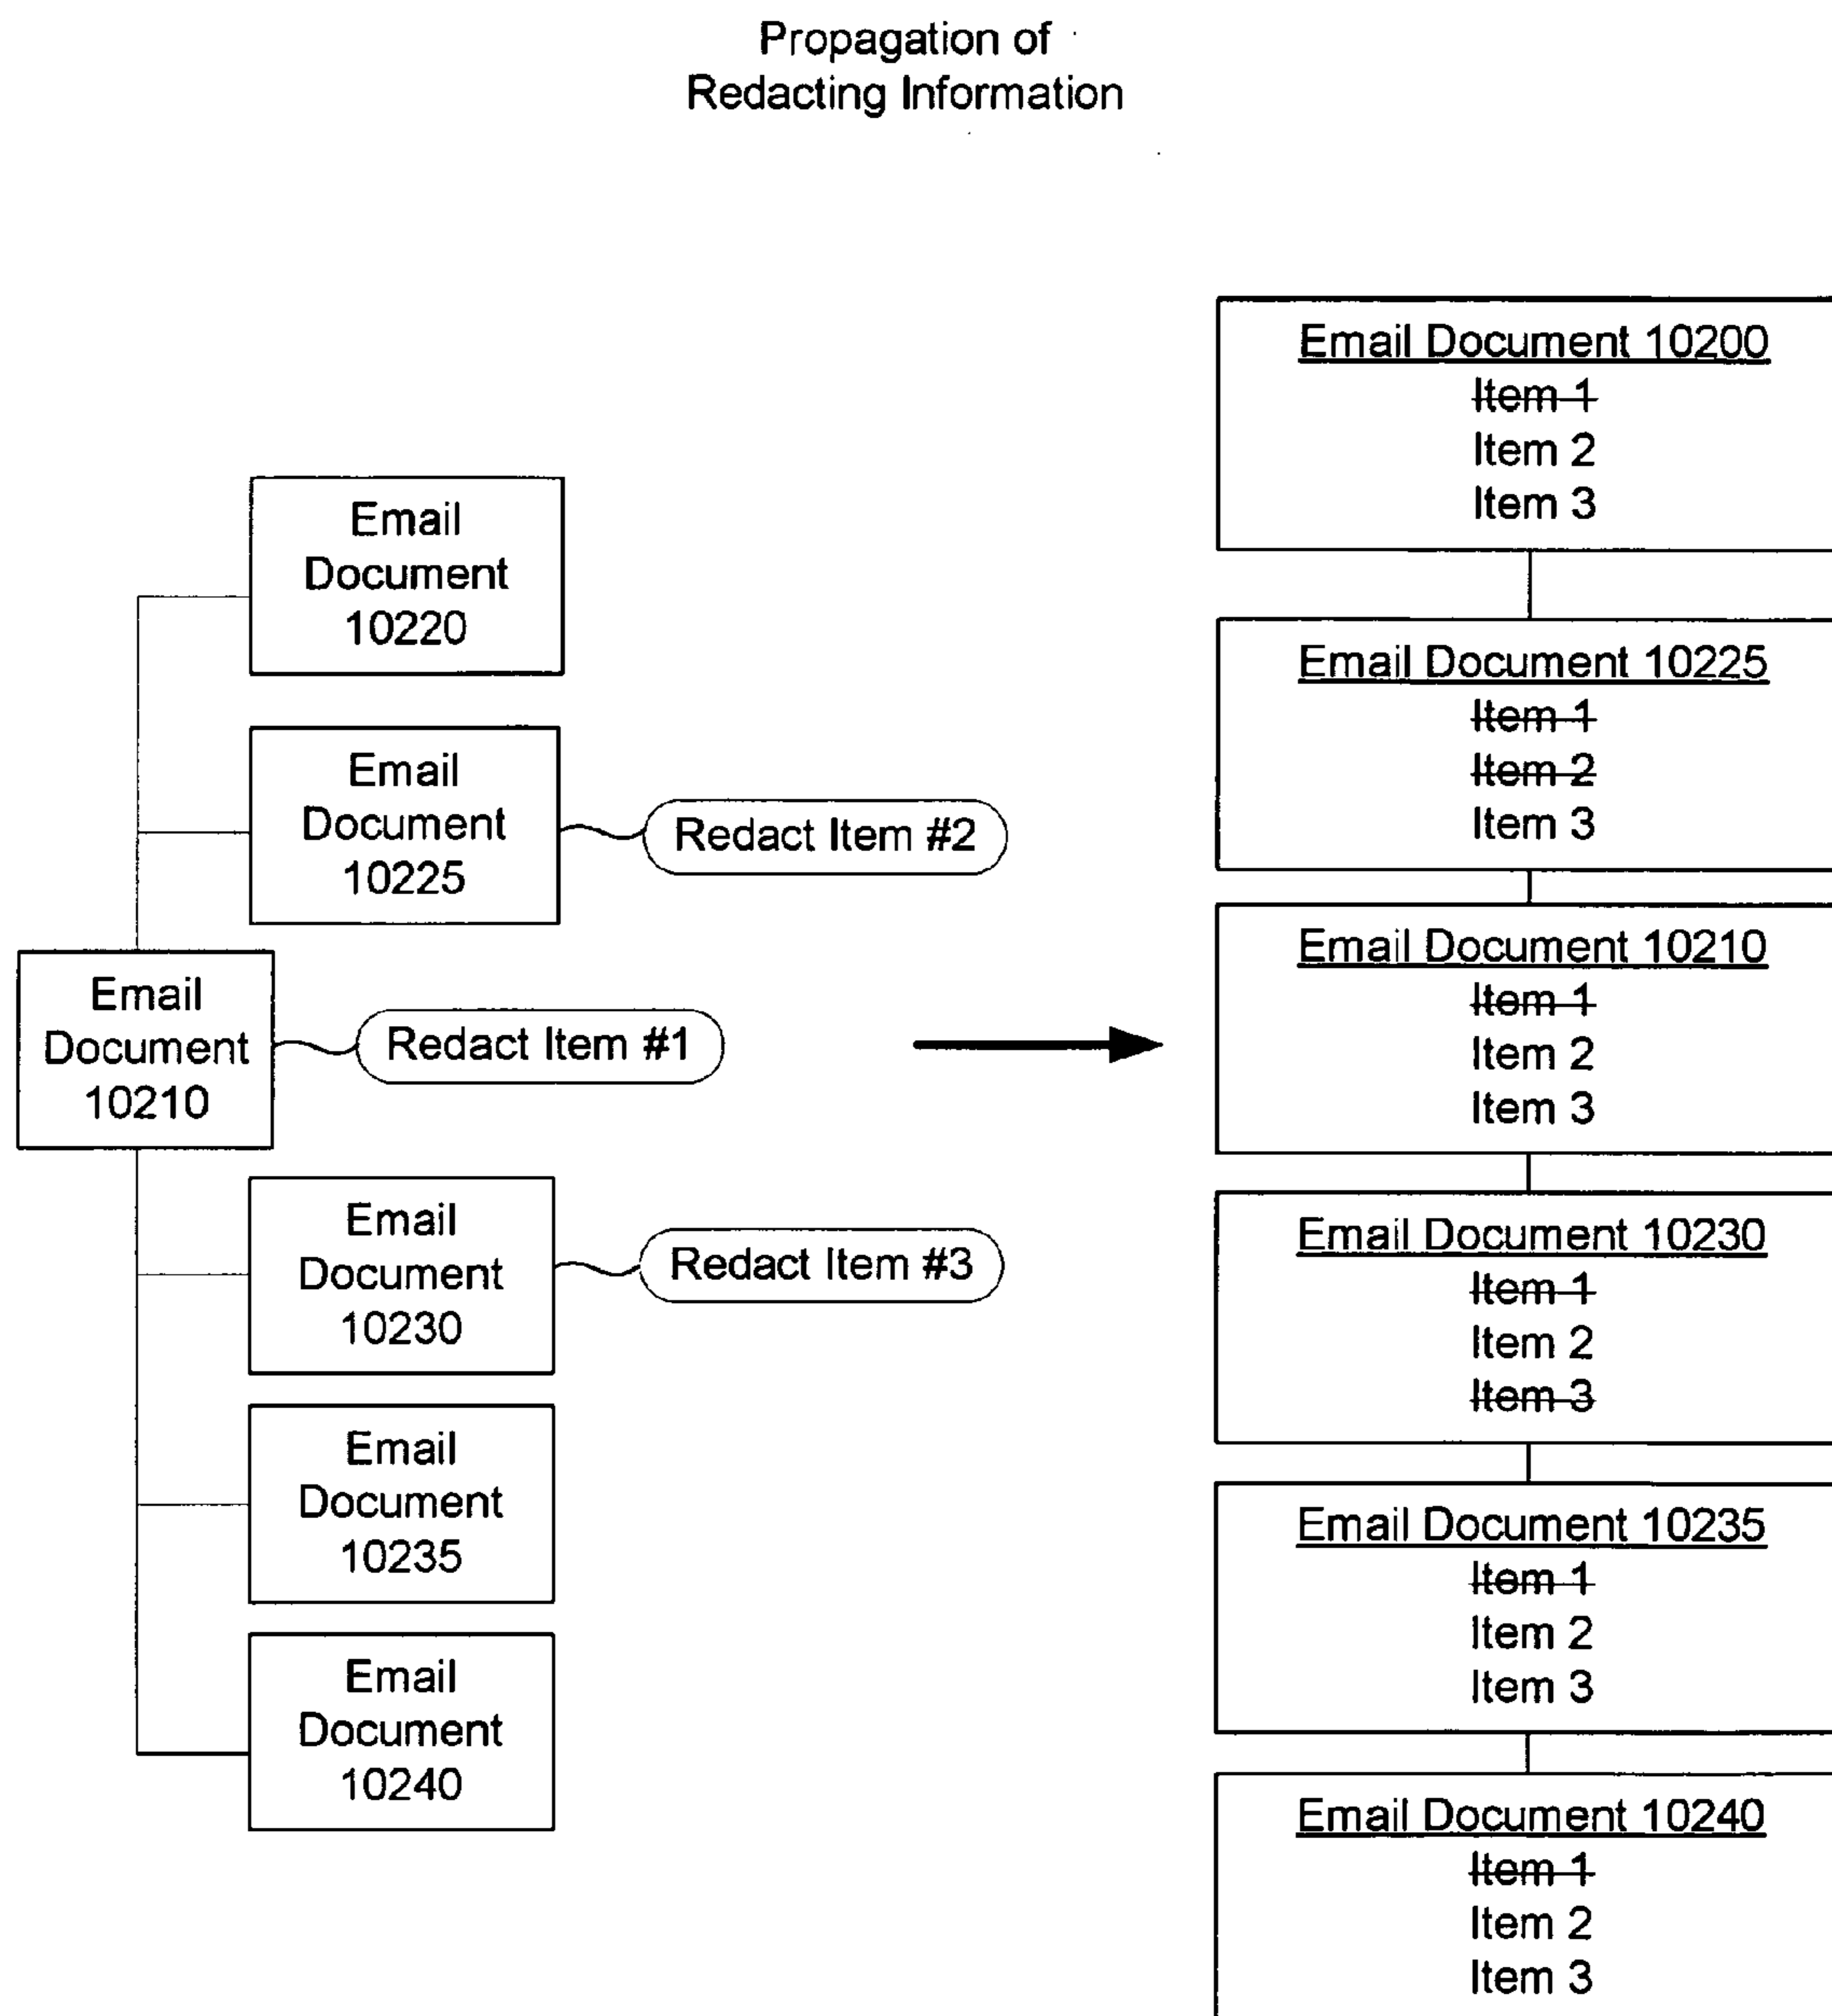 Propagation of
Redacting Information
Email
Document
10220
Email
Document
10225
Redact Item #2
Email
Document
10210
Redact Item #1
Email
Document
10230
Redact Item #3
Email
Document
10235
Email
Document
10240
Email Document 10200
Item 1
Item 2
Item 3
Email Document 10225
Item 1
Item 2
Item 3
Email Document 10210
Item 1
Item 2
Item 3
Email Document 10230
Item 1
Item 2
Item 3
Email Document 10235
Item 1
Item 2
Item 3
Email Document 10240
Item 1
Item 2
Item 3